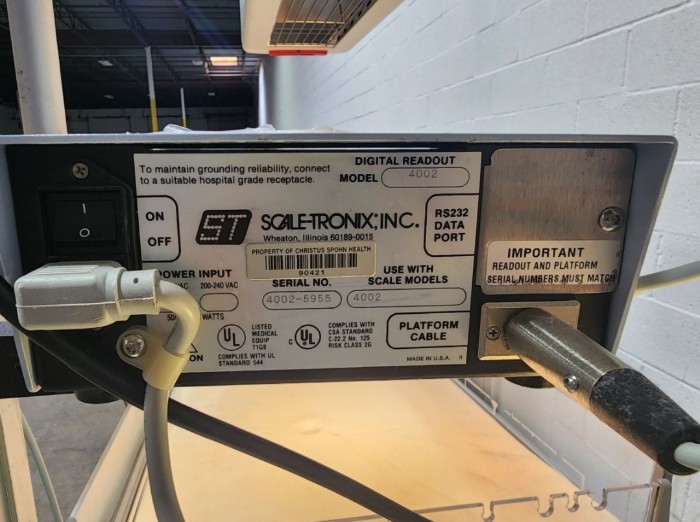 To maintain grounding reliability, connect
to a suitable hospital grade receptacle.
DIGITAL READOUT
MODEL 4002
I
O
ON
OFF
ST SCALE-TRONIX, INC.
Wheaton, Illinois 60189-0015
RS232
DATA
PORT
PROPERTY OF CHRISTUS SPOHN HEALTH
90421
POWER INPUT
VAC 200-240 VAC
WATTS
SERIAL NO.
4002-5955
USE WITH
SCALE MODELS
4002
UL LISTED
MEDICAL
EQUIP
71G8
COMPLIES WITH UL
STANDARD 544
C UL COMPLIES WITH
CSA STANDARD
C-22.2 No. 125
RISK CLASS 2G
PLATFORM
CABLE
MADE IN U.S.A.
IMPORTANT
READOUT AND PLATFORM
SERIAL NUMBERS MUST MATCH